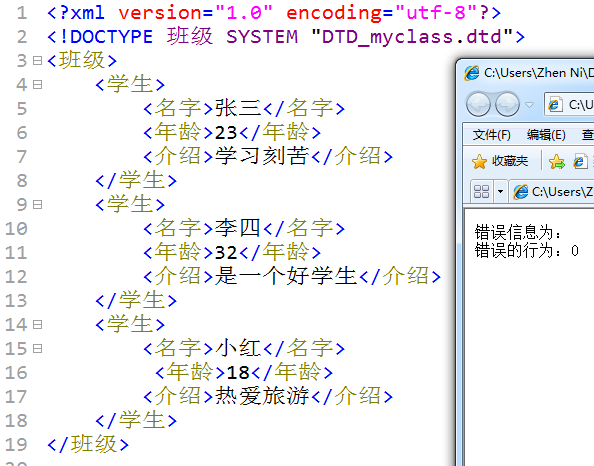 1 <?xml version="1.0" encoding="utf-8"?>
2 <!DOCTYPE 班级 SYSTEM "DTD_myclass.dtd">
3 <班级>
4 <学生>
5 <名字>张三</名字>
6 <年龄>23</年龄>
7 <介绍>学习刻苦</介绍>
8 </学生>
9 <学生>
10 <名字>李四</名字>
11 <年龄>32</年龄>
12 <介绍>是一个好学生</介绍>
13 </学生>
14 <学生>
15 <名字>小红</名字>
16 <年龄>18</年龄>
17 <介绍>热爱旅游</介绍>
18 </学生>
19 </班级>
C:\Users\Zhen Ni\D
C:\U
文件(F) 编辑(E) 查
收藏夹
C:\Users\Z
错误信息为:
错误的行为:0